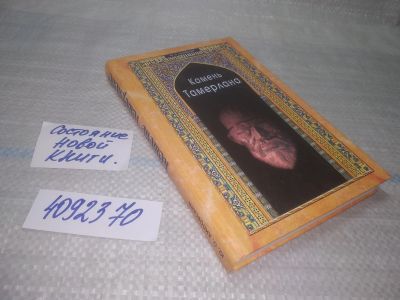 Камень
Тамерлана
СОСТОЯНИЕ
НОВОЙ
КНИГИ.
4092370